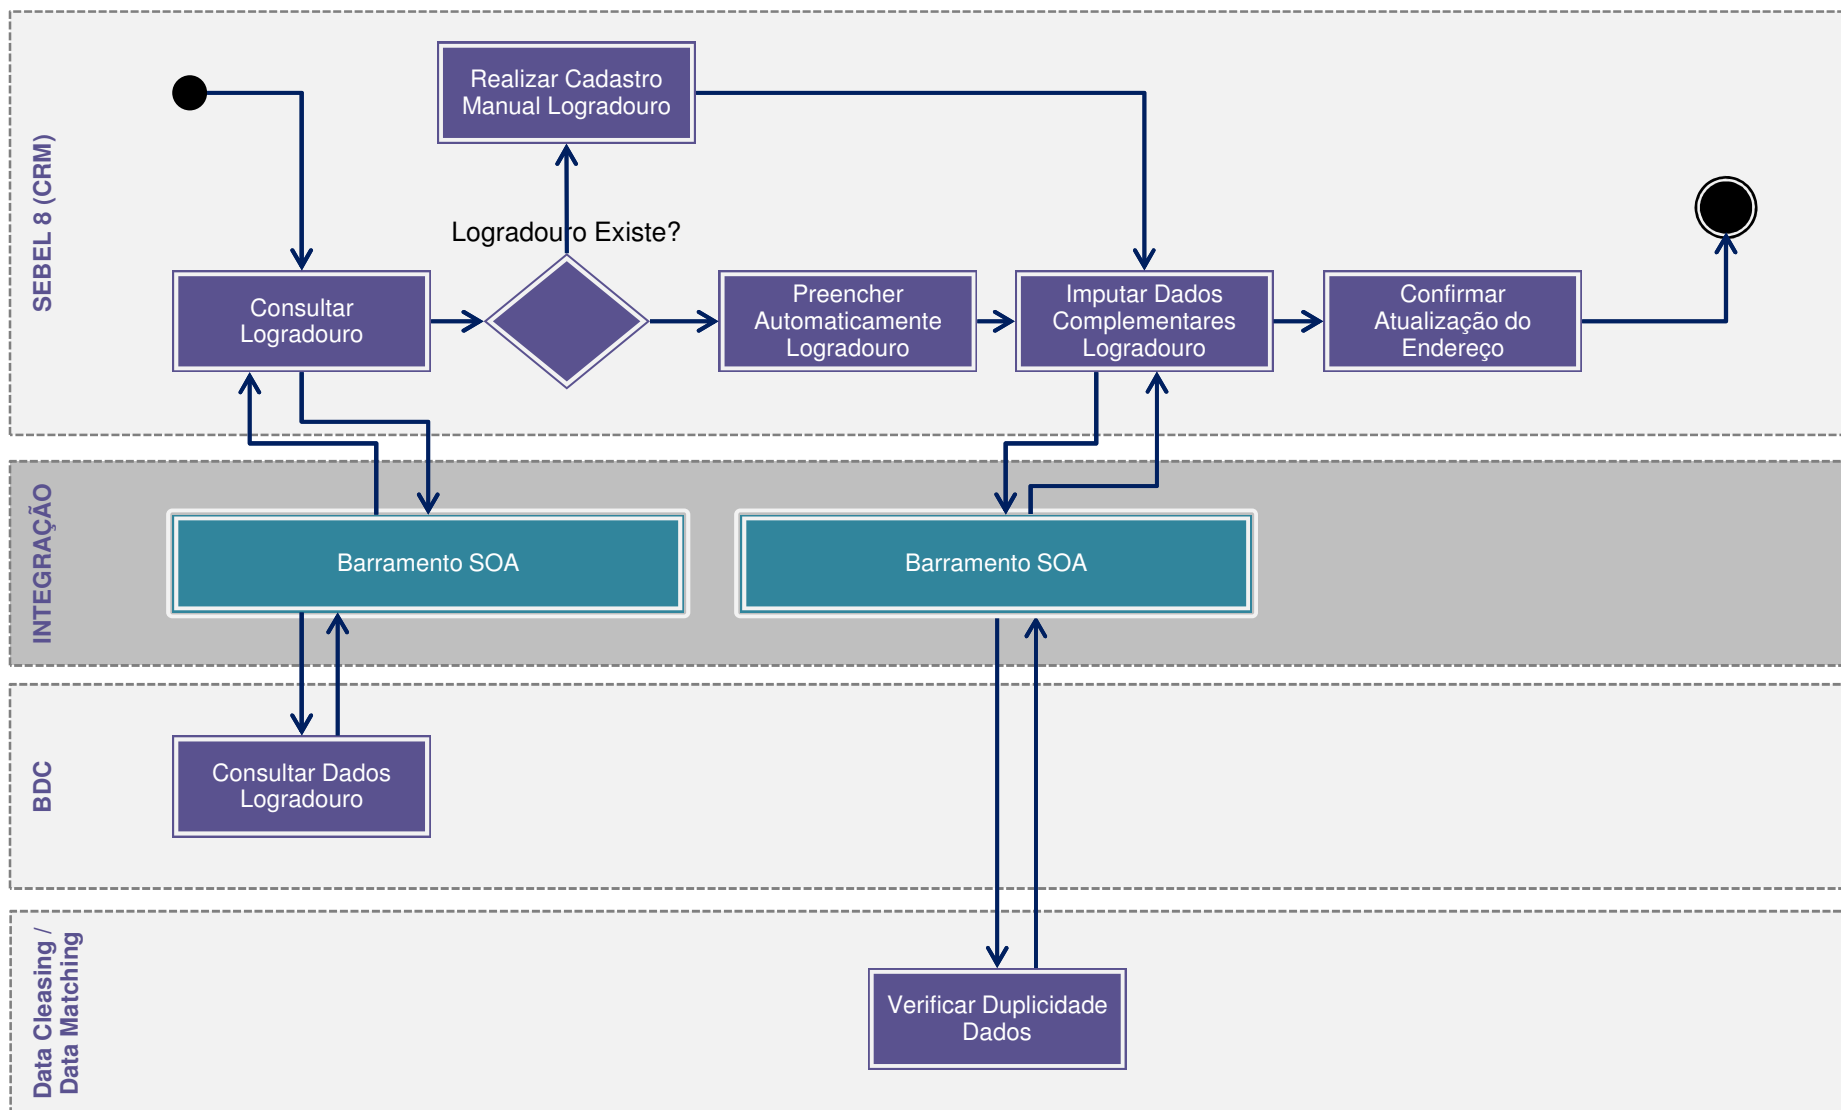 SEBEL 8 (CRM)
Realizar Cadastro
Manual Logradouro
Logradouro Existe?
Consultar
Logradouro
Preencher
Automaticamente
Logradouro
Imputar Dados
Complementares
Logradouro
Confirmar
Atualização do
Endereço
INTEGRAÇÃO
Barramento SOA
Barramento SOA
BDC
Consultar Dados
Logradouro
Data Cleasing /
Data Matching
Verificar Duplicidade
Dados